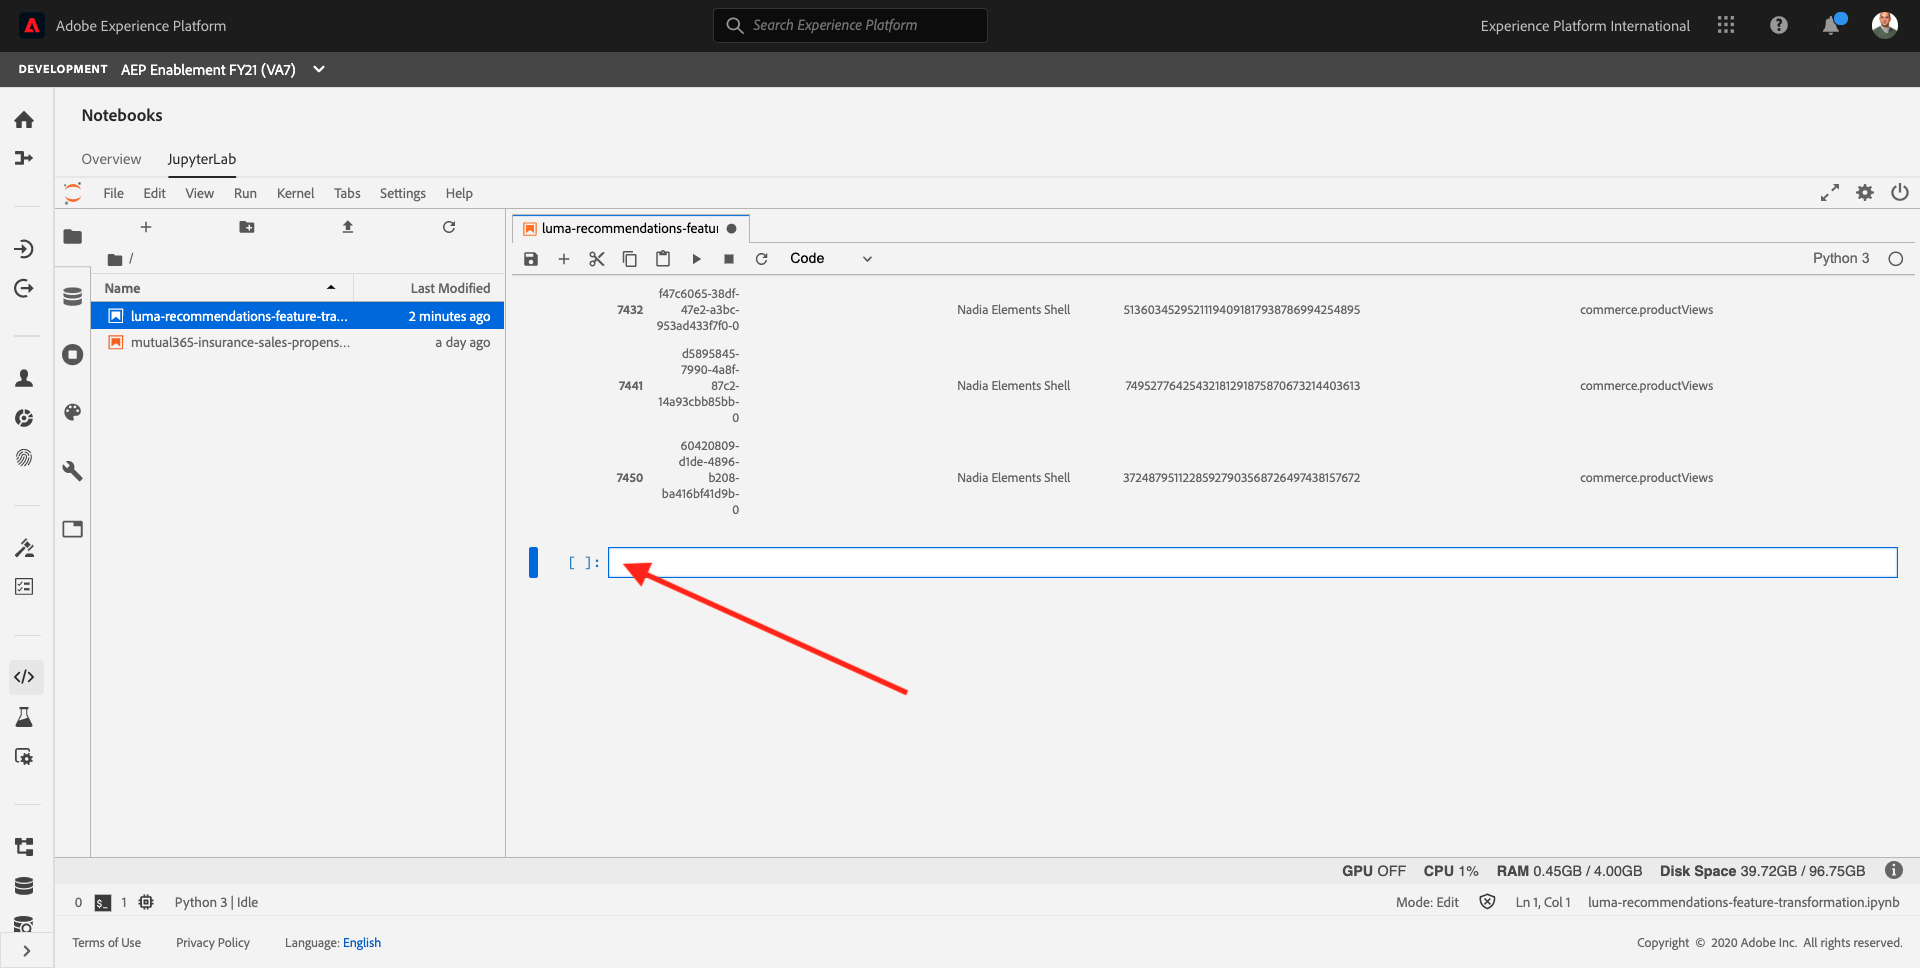 Adobe Experience Platform
Search Experience Platform
Experience Platform International
DEVELOPMENT AEP Enablement FY21 (VA7)
Notebooks
Overview JupyterLab
File Edit View Run Kernel Tabs Settings Help
/
Name Last Modified
luma-recommendations-feature-tra... 2 minutes ago
mutual365-insurance-sales-propens... a day ago
luma-recommendations-featur
Code
Python 3
7432 f47c6065-38df- Nadia Elements Shell 51360345295211194091817938786994254895 commerce.productViews
47e2-a3bc-
953ad433f7f0-0
7441 d5895845- Nadia Elements Shell 74952776425432181291875870673214403613 commerce.productViews
7990-4a8f-
87c2-
14a93cbb85bb-
0
7450 60420809- Nadia Elements Shell 37248795112285927903568726497438157672 commerce.productViews
d1de-4896-
b208-
ba416bf41d9b-
0
[ ]:
GPU OFF CPU 1% RAM 0.45GB / 4.00GB Disk Space 39.72GB / 96.75GB
0 $_ 1 Python 3 | Idle
Mode: Edit Ln 1, Col 1 luma-recommendations-feature-transformation.ipynb
Terms of Use Privacy Policy Language: English
Copyright © 2020 Adobe Inc. All rights reserved.